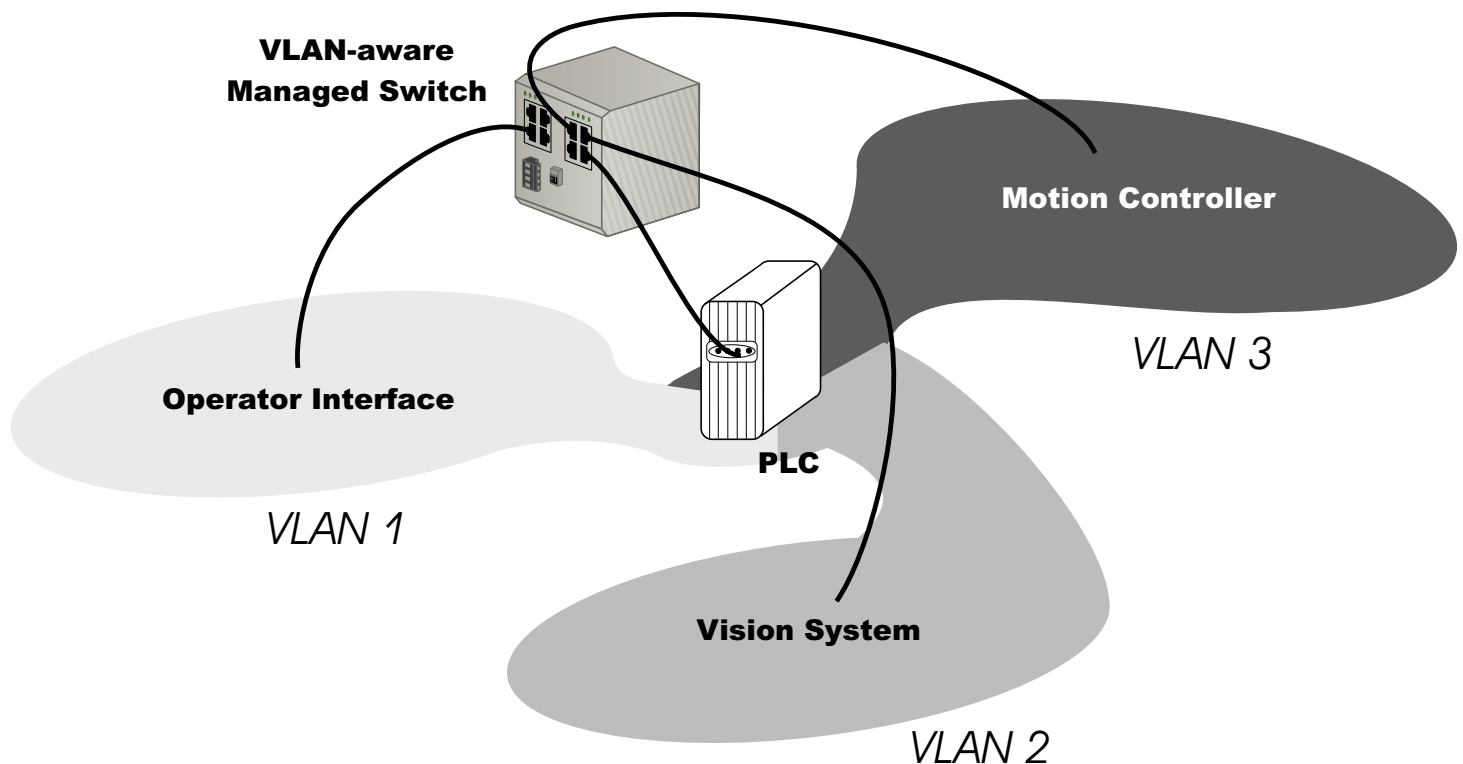 VLAN-aware
Managed Switch
Motion Controller
VLAN 3
Operator Interface
PLC
VLAN 1
Vision System
VLAN 2